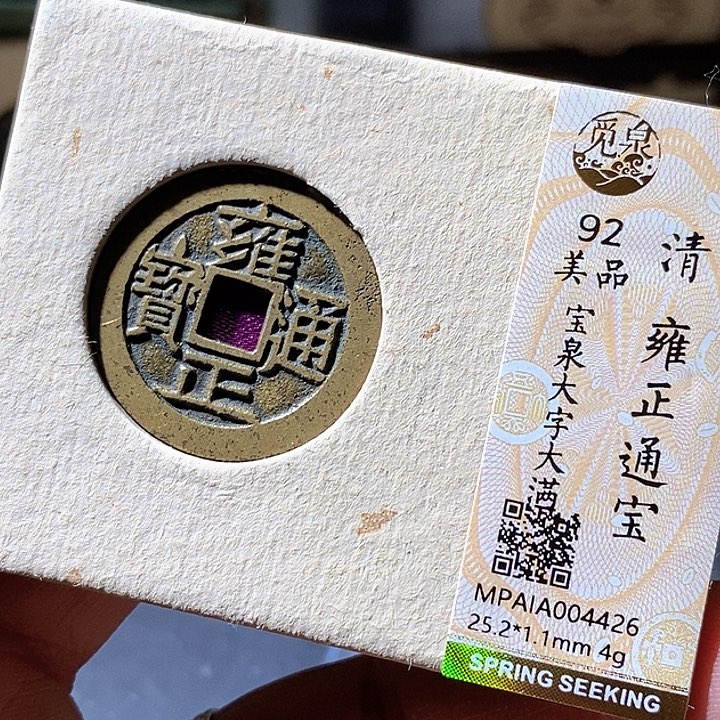 雍正通寳
觅泉
清 雍正通宝
92
美品
宝泉大字大满
MPAIA004426
25.2*1.1mm 4g
SPRING SEEKING